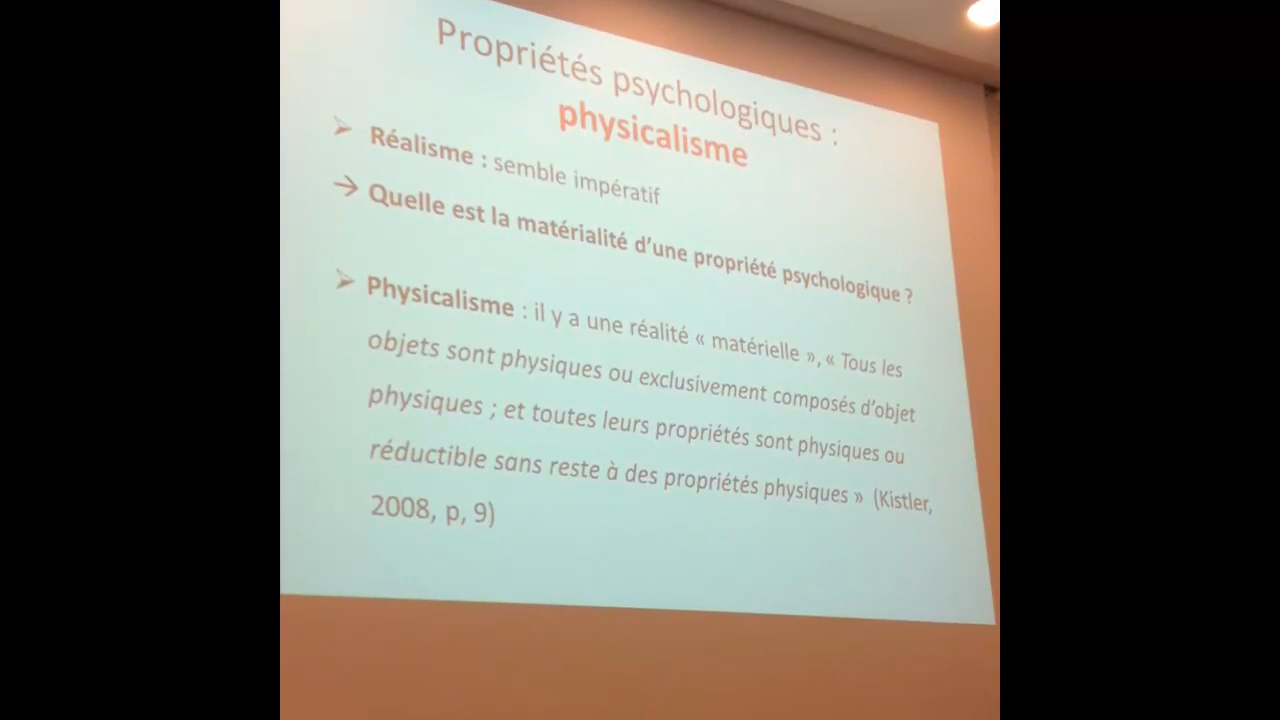 Propriétés psychologiques :
physicalisme
➢ Réalisme : semble impératif
→ Quelle est la matérialité d’une propriété psychologique ?
➢ Physicalisme : il y a une réalité « matérielle », « Tous les
objets sont physiques ou exclusivement composés d’objet
physiques ; et toutes leurs propriétés sont physiques ou
réductible sans reste à des propriétés physiques » (Kistler,
2008, p, 9)